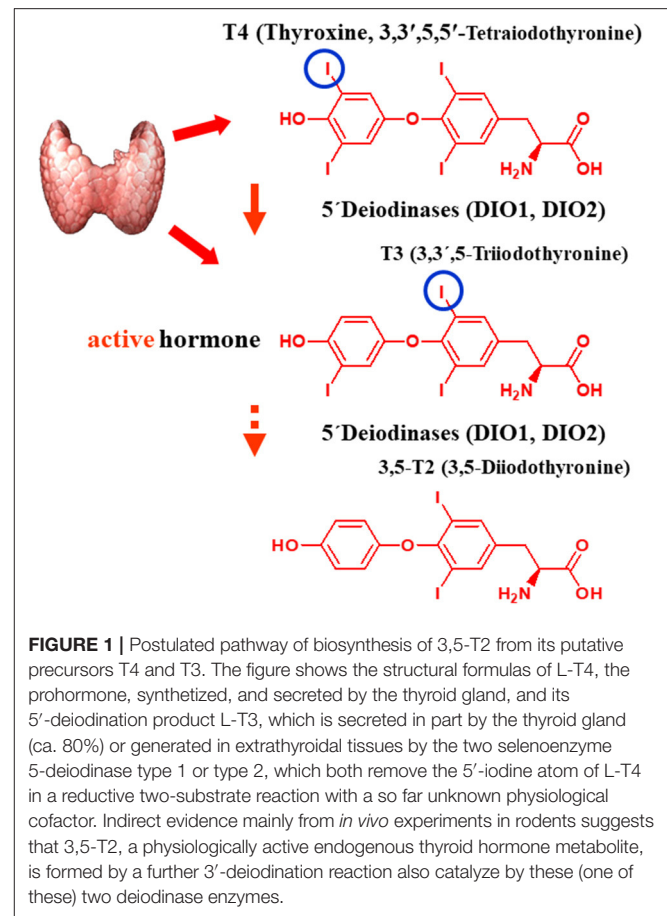 T4 (Thyroxine, 3,3′,5,5′-Tetraiodothyronine)
I
I
HO
O
O
I
I
H₂N
OH
5´Deiodinases (DIO1, DIO2)
T3 (3,3´,5-Triiodothyronine)
I
active hormone
HO
O
O
I
I
H₂N
OH
5´Deiodinases (DIO1, DIO2)
3,5-T2 (3,5-Diiodothyronine)
I
HO
O
O
I
H₂N
OH
FIGURE 1 | Postulated pathway of biosynthesis of 3,5-T2 from its putative
precursors T4 and T3. The figure shows the structural formulas of L-T4, the
prohormone, synthetized, and secreted by the thyroid gland, and its
5′-deiodination product L-T3, which is secreted in part by the thyroid gland
(ca. 80%) or generated in extrathyroidal tissues by the two selenoenzyme
5-deiodinase type 1 or type 2, which both remove the 5′-iodine atom of L-T4
in a reductive two-substrate reaction with a so far unknown physiological
cofactor. Indirect evidence mainly from in vivo experiments in rodents suggests
that 3,5-T2, a physiologically active endogenous thyroid hormone metabolite,
is formed by a further 3′-deiodination reaction also catalyze by these (one of
these) two deiodinase enzymes.